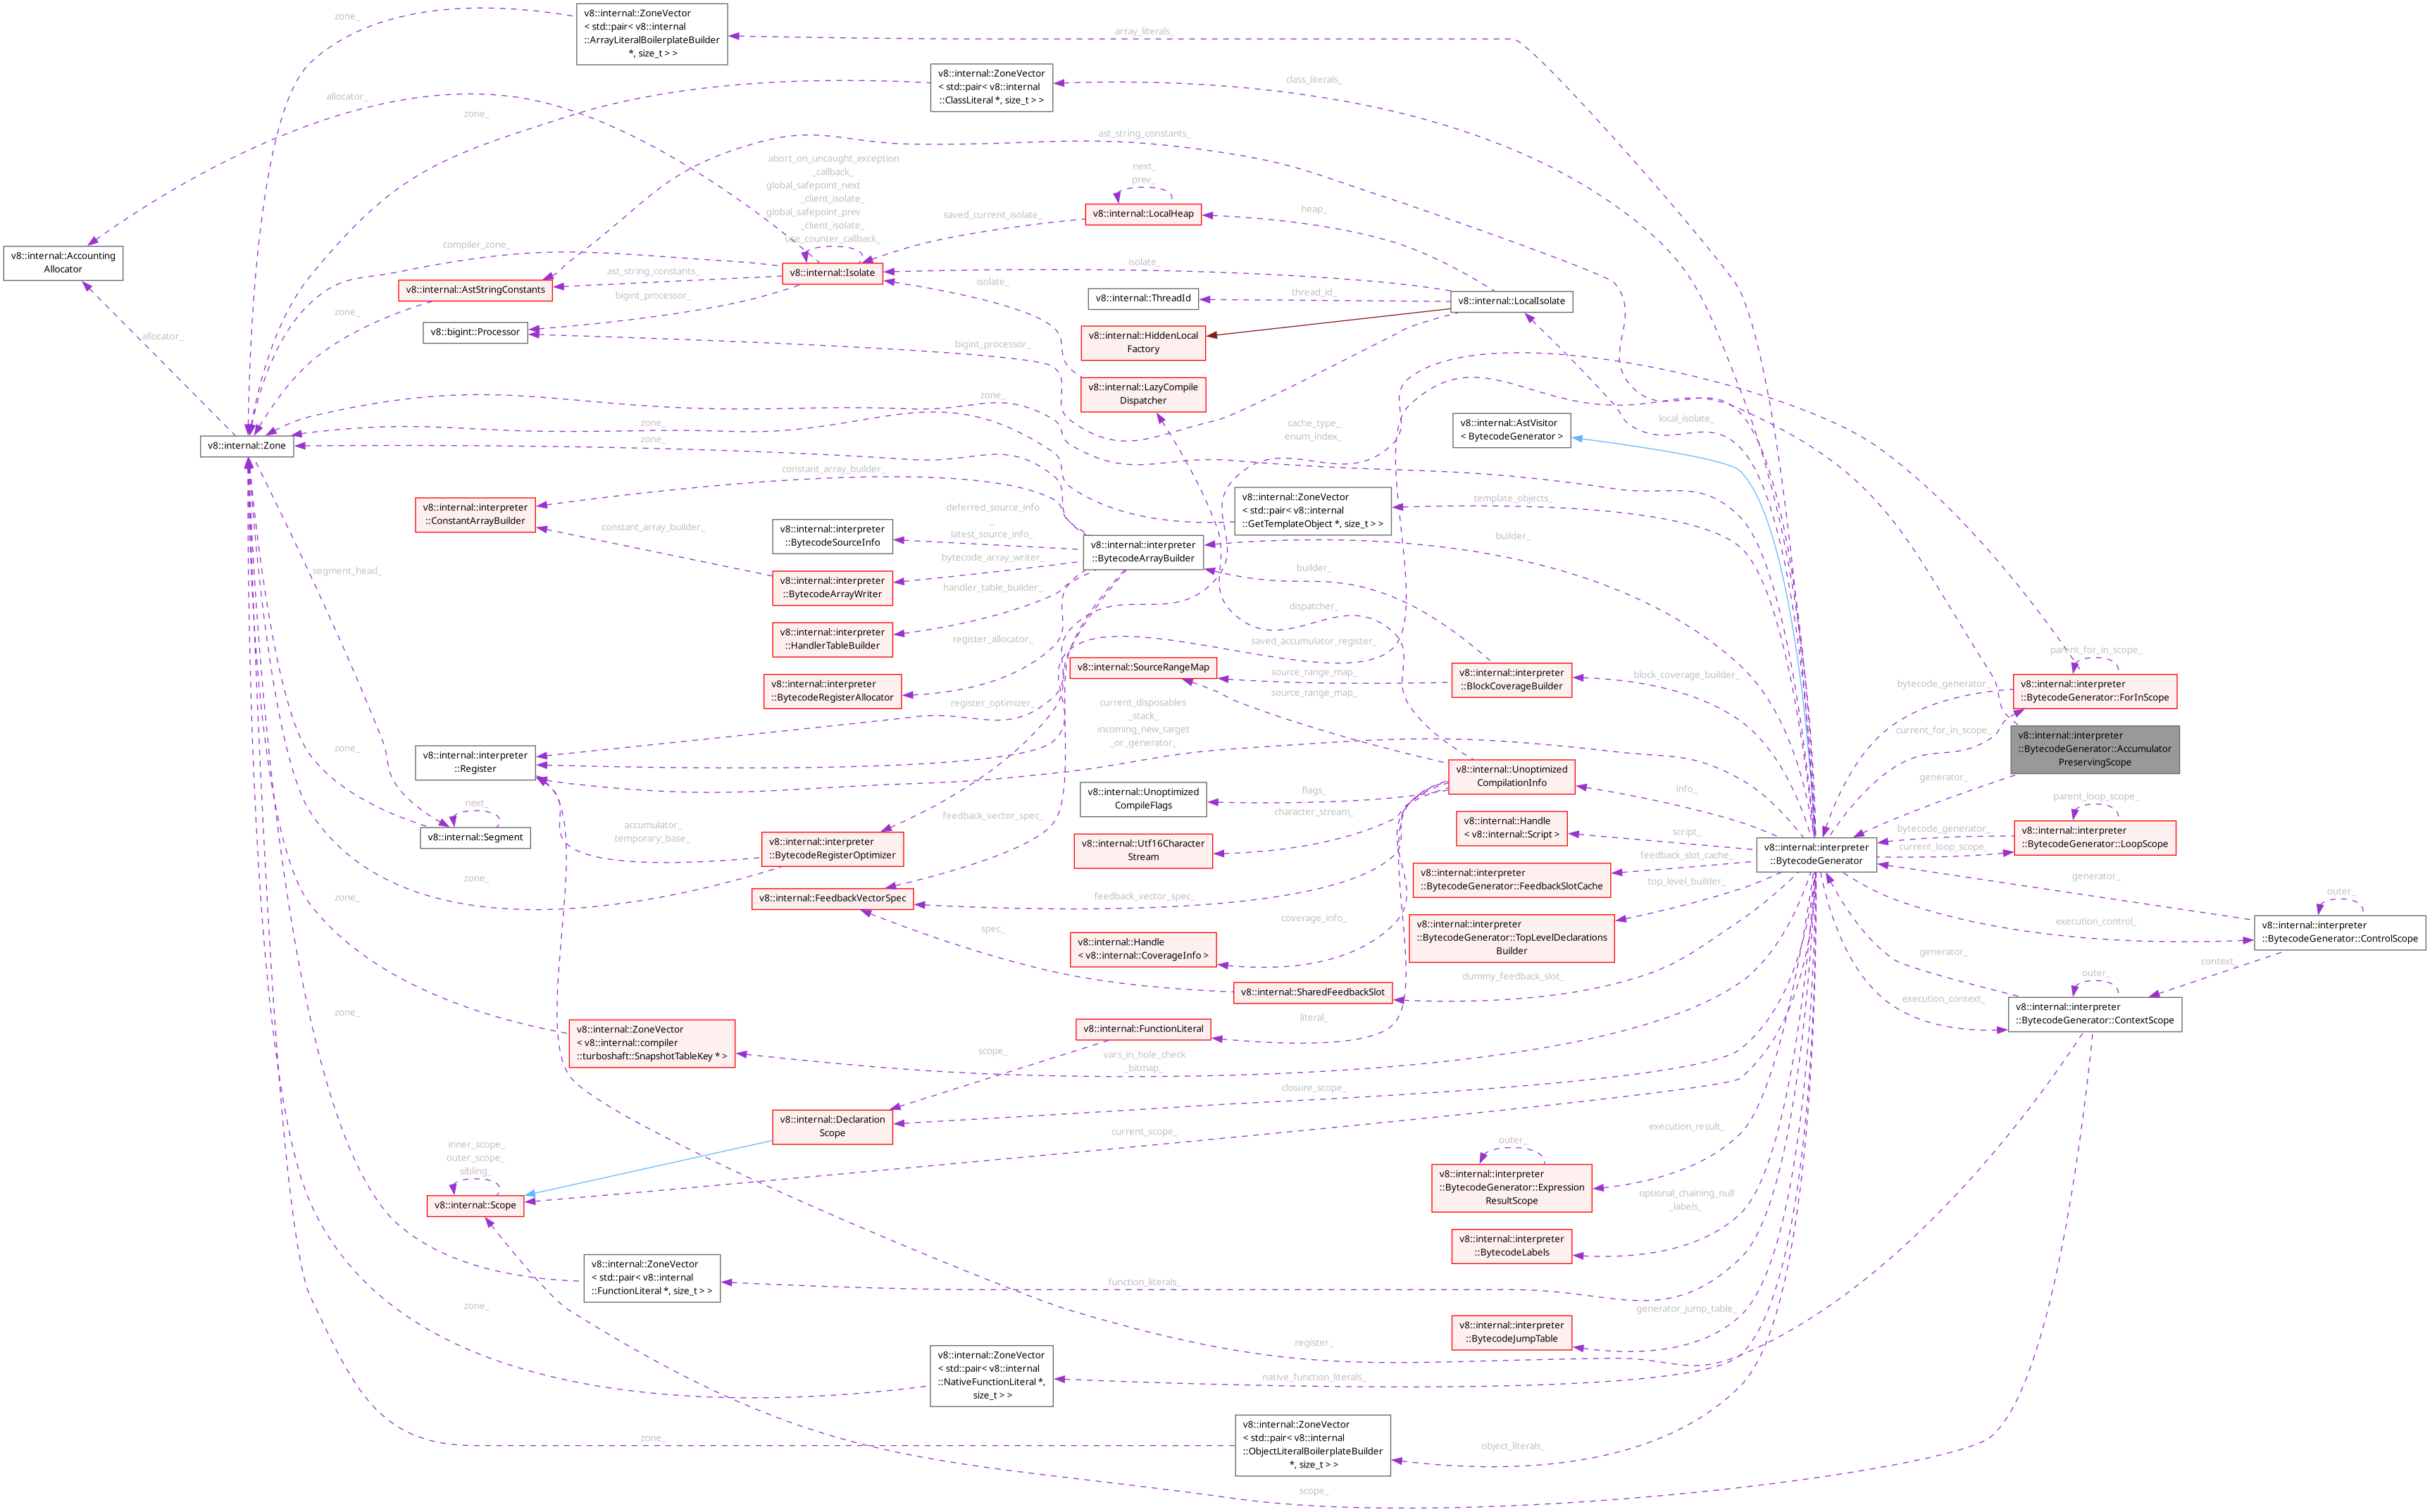 zone_
v8::internal::ZoneVector
< std::pair< v8::internal
::ArrayLiteralBoilerplateBuilder
*, size_t > >
array_literals_
v8::internal::ZoneVector
< std::pair< v8::internal
::ClassLiteral *, size_t > >
class_literals_
allocator_
zone_
ast_string_constants_
abort_on_uncaught_exception
_callback_
global_safepoint_next
_client_isolate_
global_safepoint_prev
_client_isolate_
use_counter_callback_
next_
prev_
v8::internal::LocalHeap
heap_
saved_current_isolate_
v8::internal::Accounting
Allocator
compiler_zone_
v8::internal::Isolate
ast_string_constants_
isolate_
v8::internal::AstStringConstants
bigint_processor_
isolate_
v8::internal::ThreadId
thread_id_
v8::internal::LocalIsolate
zone_
v8::bigint::Processor
allocator_
bigint_processor_
v8::internal::HiddenLocal
Factory
v8::internal::LazyCompile
Dispatcher
zone_
cache_type_
enum_index_
local_isolate_
v8::internal::AstVisitor
< BytecodeGenerator >
v8::internal::Zone
zone_
zone_
constant_array_builder_
v8::internal::interpreter
::ConstantArrayBuilder
constant_array_builder_
deferred_source_info
_
latest_source_info_
v8::internal::interpreter
::BytecodeSourceInfo
v8::internal::ZoneVector
< std::pair< v8::internal
::GetTemplateObject *, size_t > >
template_objects_
v8::internal::interpreter
::BytecodeArrayBuilder
builder_
bytecode_array_writer_
v8::internal::interpreter
::BytecodeArrayWriter
handler_table_builder_
builder_
segment_head_
v8::internal::interpreter
::HandlerTableBuilder
dispatcher_
register_allocator_
saved_accumulator_register_
v8::internal::interpreter
::BytecodeRegisterAllocator
v8::internal::SourceRangeMap
source_range_map_
source_range_map_
v8::internal::interpreter
::BlockCoverageBuilder
block_coverage_builder_
parent_for_in_scope_
bytecode_generator_
v8::internal::interpreter
::BytecodeGenerator::ForInScope
current_for_in_scope_
register_optimizer_
current_disposables
_stack_
incoming_new_target
_or_generator_
v8::internal::interpreter
::BytecodeGenerator::Accumulator
PreservingScope
generator_
zone_
v8::internal::interpreter
::Register
v8::internal::Unoptimized
CompilationInfo
info_
v8::internal::Unoptimized
CompileFlags
flags_
character_stream_
next_
v8::internal::Segment
feedback_vector_spec_
accumulator_
temporary_base_
v8::internal::interpreter
::BytecodeRegisterOptimizer
v8::internal::Utf16Character
Stream
v8::internal::Handle
< v8::internal::Script >
script_
v8::internal::interpreter
::BytecodeGenerator
parent_loop_scope_
bytecode_generator_
current_loop_scope_
v8::internal::interpreter
::BytecodeGenerator::LoopScope
feedback_slot_cache_
v8::internal::interpreter
::BytecodeGenerator::FeedbackSlotCache
zone_
zone_
v8::internal::FeedbackVectorSpec
feedback_vector_spec_
top_level_builder_
generator_
outer_
v8::internal::interpreter
::BytecodeGenerator::ControlScope
execution_control_
spec_
coverage_info_
v8::internal::Handle
< v8::internal::CoverageInfo >
v8::internal::interpreter
::BytecodeGenerator::TopLevelDeclarations
Builder
generator_
context_
outer_
v8::internal::SharedFeedbackSlot
dummy_feedback_slot_
execution_context_
v8::internal::interpreter
::BytecodeGenerator::ContextScope
zone_
v8::internal::ZoneVector
< v8::internal::compiler
::turboshaft::SnapshotTableKey * >
v8::internal::FunctionLiteral
literal_
scope_
vars_in_hole_check
_bitmap_
closure_scope_
v8::internal::Declaration
Scope
inner_scope_
outer_scope_
sibling_
v8::internal::Scope
current_scope_
execution_result_
outer_
v8::internal::interpreter
::BytecodeGenerator::Expression
ResultScope
optional_chaining_null
_labels_
v8::internal::interpreter
::BytecodeLabels
v8::internal::ZoneVector
< std::pair< v8::internal
::FunctionLiteral *, size_t > >
function_literals_
zone_
generator_jump_table_
v8::internal::interpreter
::BytecodeJumpTable
register_
v8::internal::ZoneVector
< std::pair< v8::internal
::NativeFunctionLiteral *,
size_t > >
native_function_literals_
zone_
v8::internal::ZoneVector
< std::pair< v8::internal
::ObjectLiteralBoilerplateBuilder
*, size_t > >
object_literals_
scope_